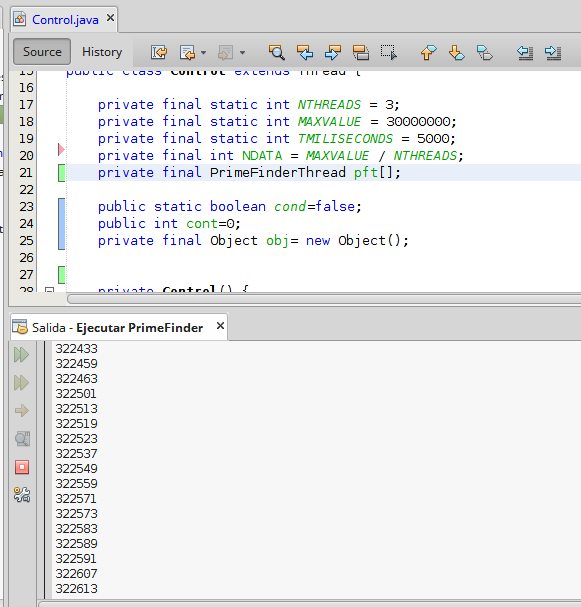 Control.java
Source
History
15 public class Control extends Thread {
16
17 private final static int NTHREADS = 3;
18 private final static int MAXVALUE = 30000000;
19 private final static int TMILISECONDS = 5000;
20 private final int NDATA = MAXVALUE / NTHREADS;
21 private final PrimeFinderThread pft[];
22
23 public static boolean cond=false;
24 public int cont=0;
25 private final Object obj= new Object();
26
27
28 private Control() {
Salida - Ejecutar PrimeFinder
322433
322459
322463
322501
322513
322519
322523
322537
322549
322559
322571
322573
322583
322589
322591
322607
322613